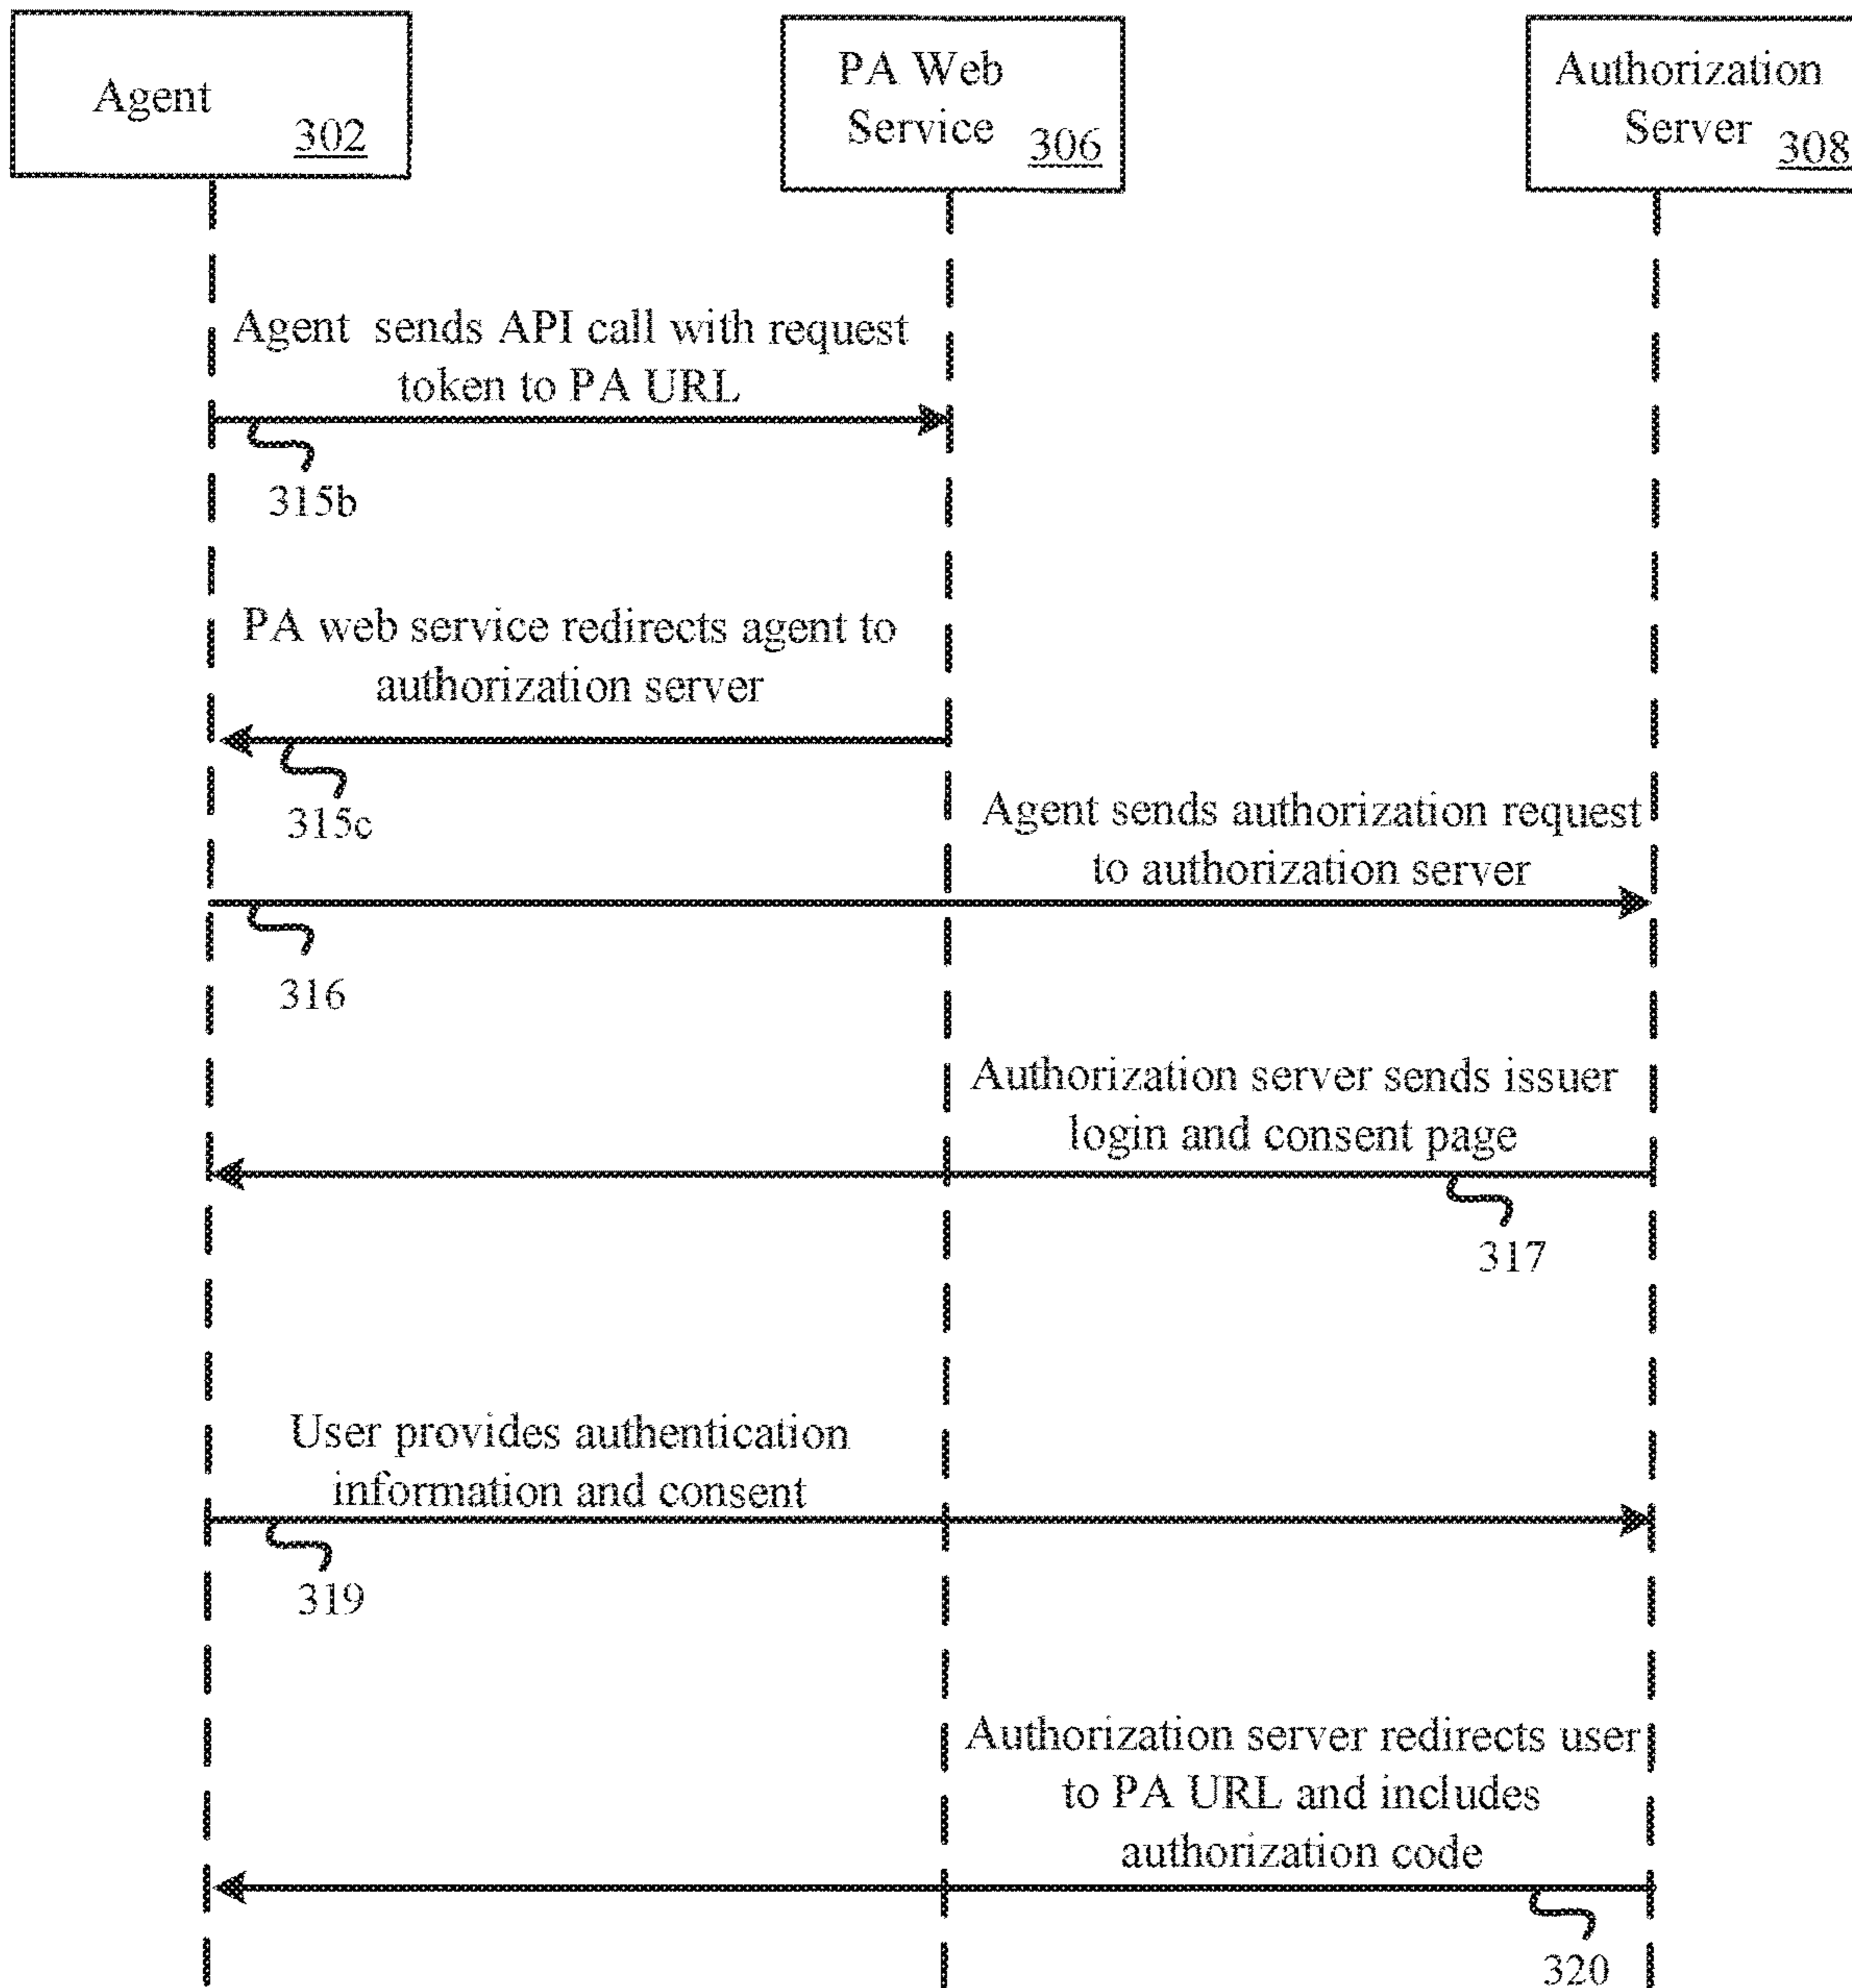 Agent
302
PA Web
Service 306
Authorization
Server 308
Agent sends API call with request
token to PA URL
315b
PA web service redirects agent to
authorization server
315c
Agent sends authorization request
to authorization server
316
Authorization server sends issuer
login and consent page
317
User provides authentication
information and consent
319
Authorization server redirects user
to PA URL and includes
authorization code
320